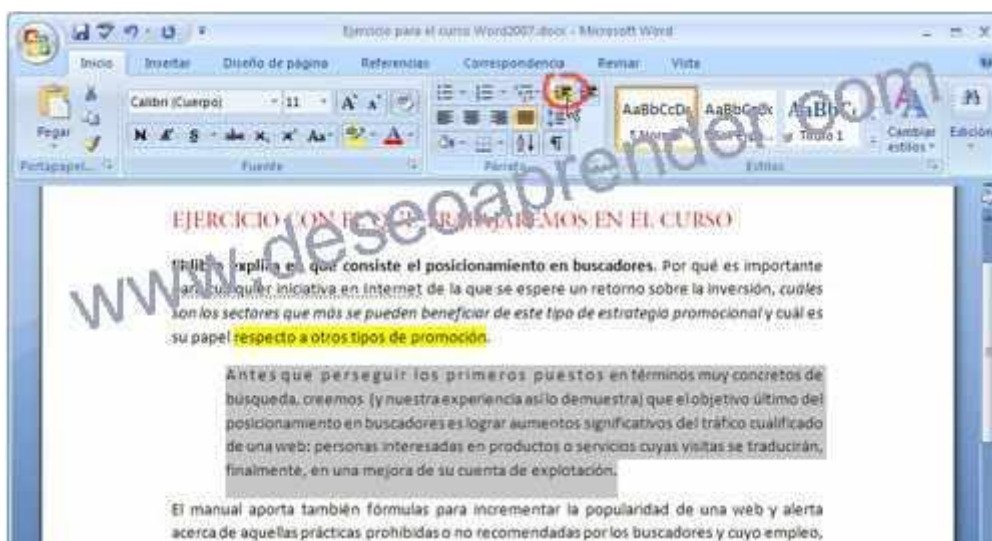 Ejercicio para el curso Word2007.docx - Microsoft Word
Inicio Insertar Diseño de página Referencias Correspondencia Revisar Vista
Pegar
Calibri (Cuerpo) 11
N K S abc x, x' Aa A
AaBbCcDc AaBbCcDc AaBbCc
Título 1
Cambiar estilos
Edición
Portapapel... Fuente Párrafo Estilos
www.deseoaprender.com
EJERCICIO CON EL QUE TRABAJAREMOS EN EL CURSO
explica en qué consiste el posicionamiento en buscadores. Por qué es importante
para cualquier iniciativa en Internet de la que se espere un retorno sobre la inversión, cuáles
son los sectores que más se pueden beneficiar de este tipo de estrategia promocional y cuál es
su papel respecto a otros tipos de promoción.
Antes que perseguir los primeros puestos en términos muy concretos de
búsqueda, creemos (y nuestra experiencia así lo demuestra) que el objetivo último del
posicionamiento en buscadores es lograr aumentos significativos del tráfico cualificado
de una web: personas interesadas en productos o servicios cuyas visitas se traducirán,
finalmente, en una mejora de su cuenta de explotación.
El manual aporta también fórmulas para incrementar la popularidad de una web y alerta
acerca de aquellas prácticas prohibidas o no recomendadas por los buscadores y cuyo empleo,